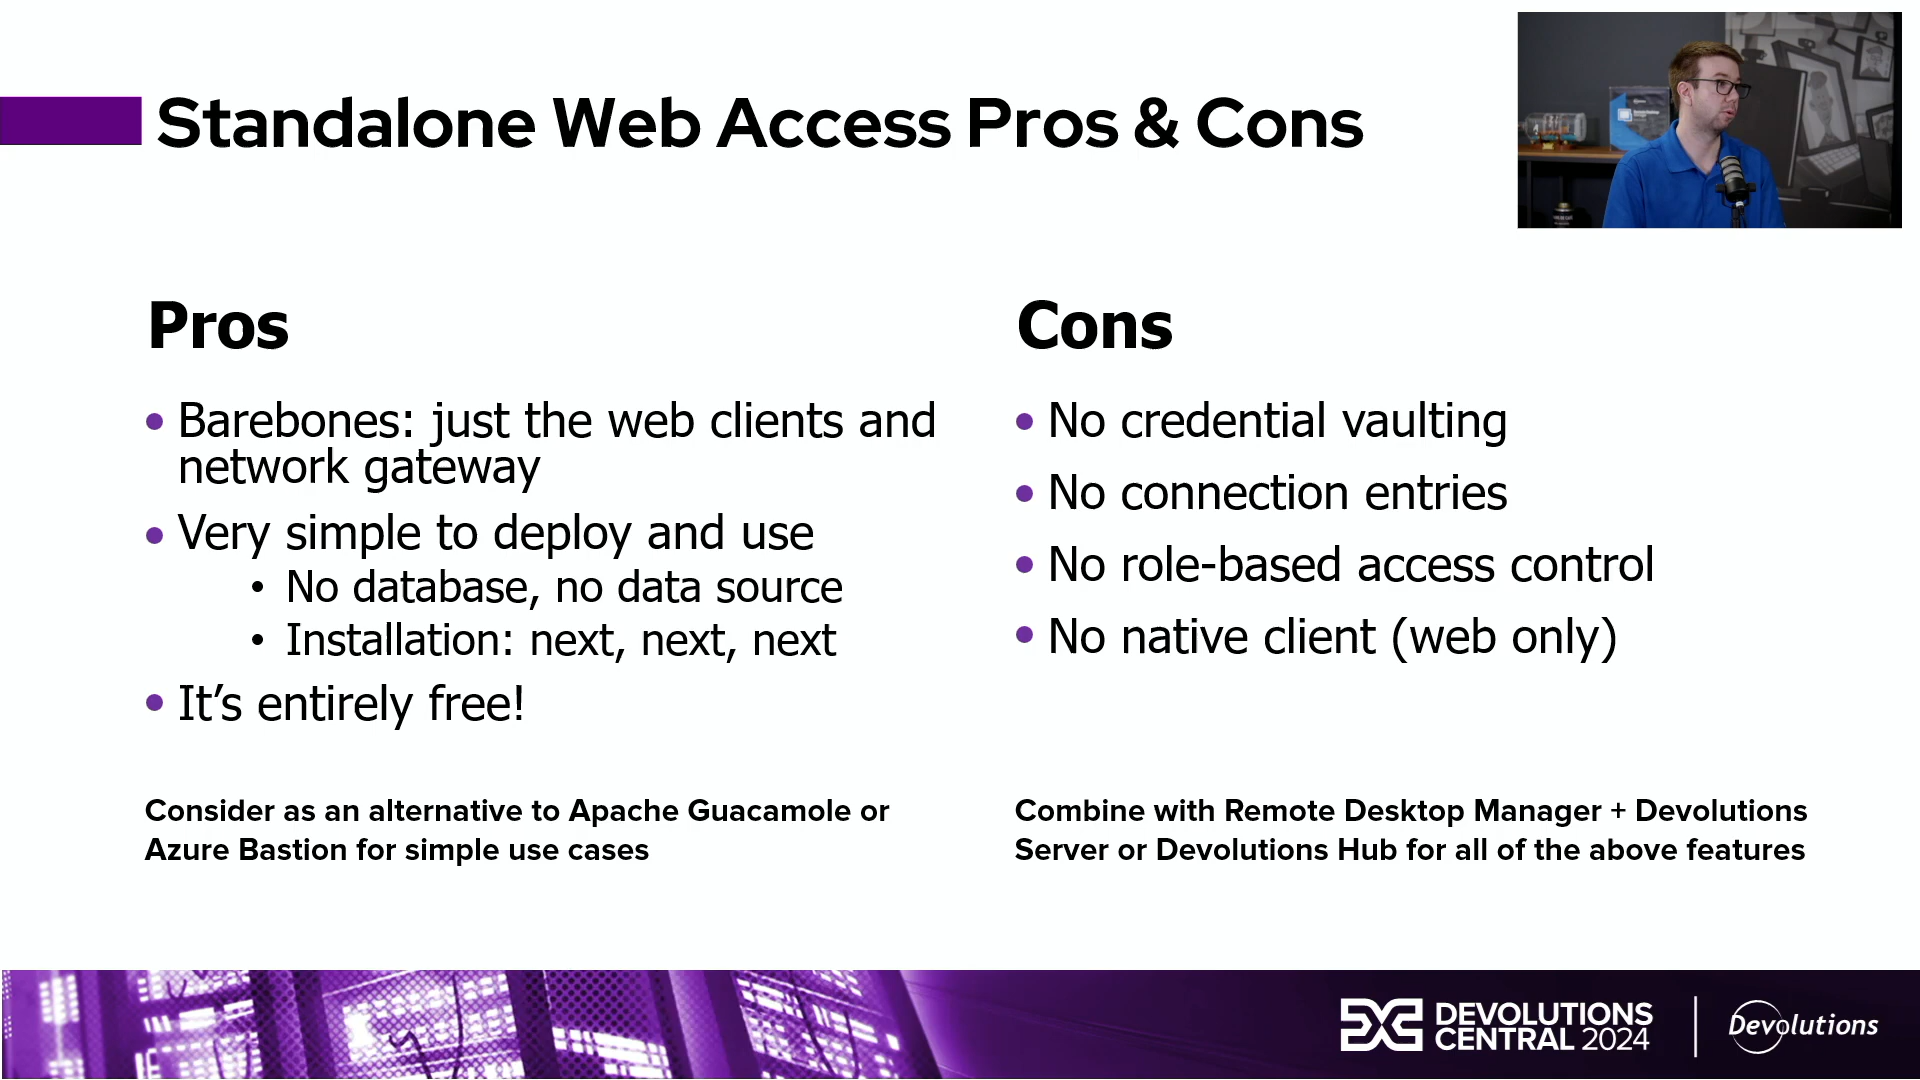 Standalone Web Access Pros & Cons
Pros
• Barebones: just the web clients and
network gateway
• Very simple to deploy and use
• No database, no data source
• Installation: next, next, next
• It’s entirely free!
Consider as an alternative to Apache Guacamole or
Azure Bastion for simple use cases
Cons
• No credential vaulting
• No connection entries
• No role-based access control
• No native client (web only)
Combine with Remote Desktop Manager + Devolutions
Server or Devolutions Hub for all of the above features
DEVOLUTIONS
CENTRAL 2024
Devolutions